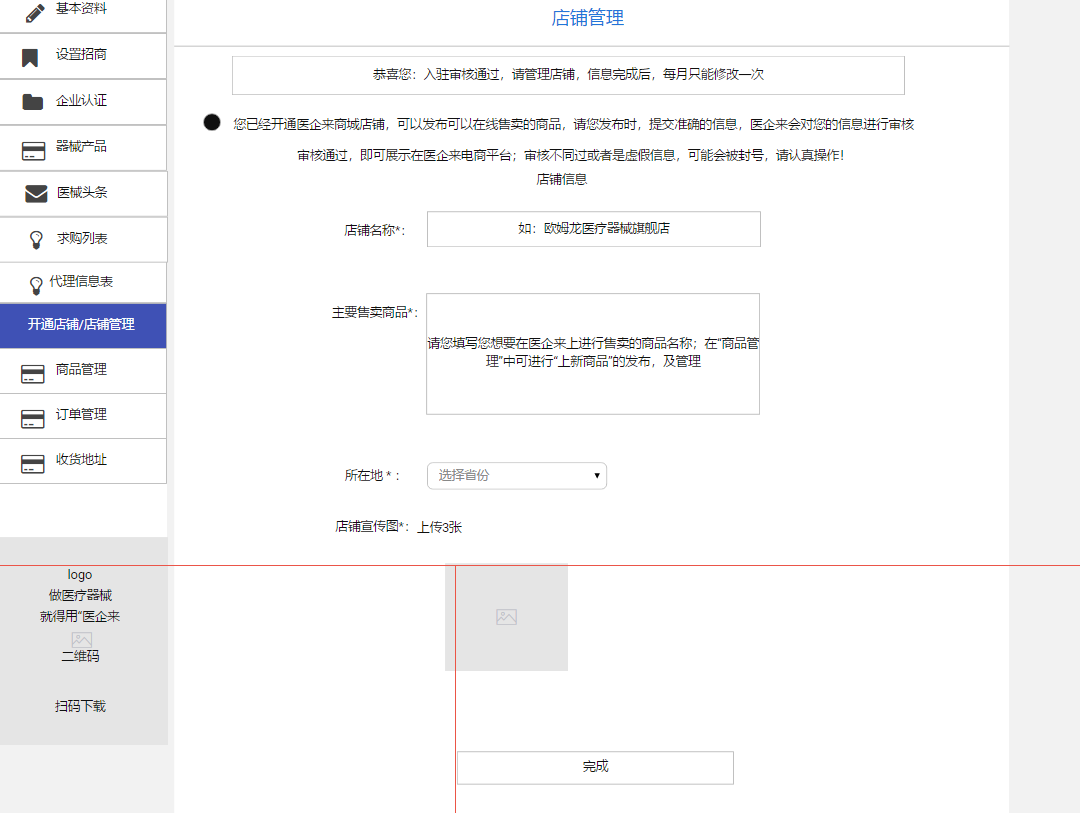 基本资料
设置招商
企业认证
器械产品
医械头条
求购列表
代理信息表
开通店铺/店铺管理
商品管理
订单管理
收货地址
logo
做医疗器械
就得用“医企来
二维码
扫码下载
店铺管理
恭喜您：入驻审核通过，请管理店铺，信息完成后，每月只能修改一次
您已经开通医企来商城店铺，可以发布可以在线售卖的商品，请您发布时，提交准确的信息，医企来会对您的信息进行审核
审核通过，即可展示在医企来电商平台；审核不同过或者是虚假信息，可能会被封号，请认真操作！
店铺信息
店铺名称*： 如：欧姆龙医疗器械旗舰店
主要售卖商品*： 请您填写您想要在医企来上进行售卖的商品名称；在“商品管
理”中可进行“上新商品”的发布，及管理
所在地 * ： 选择省份
店铺宣传图*： 上传3张
完成